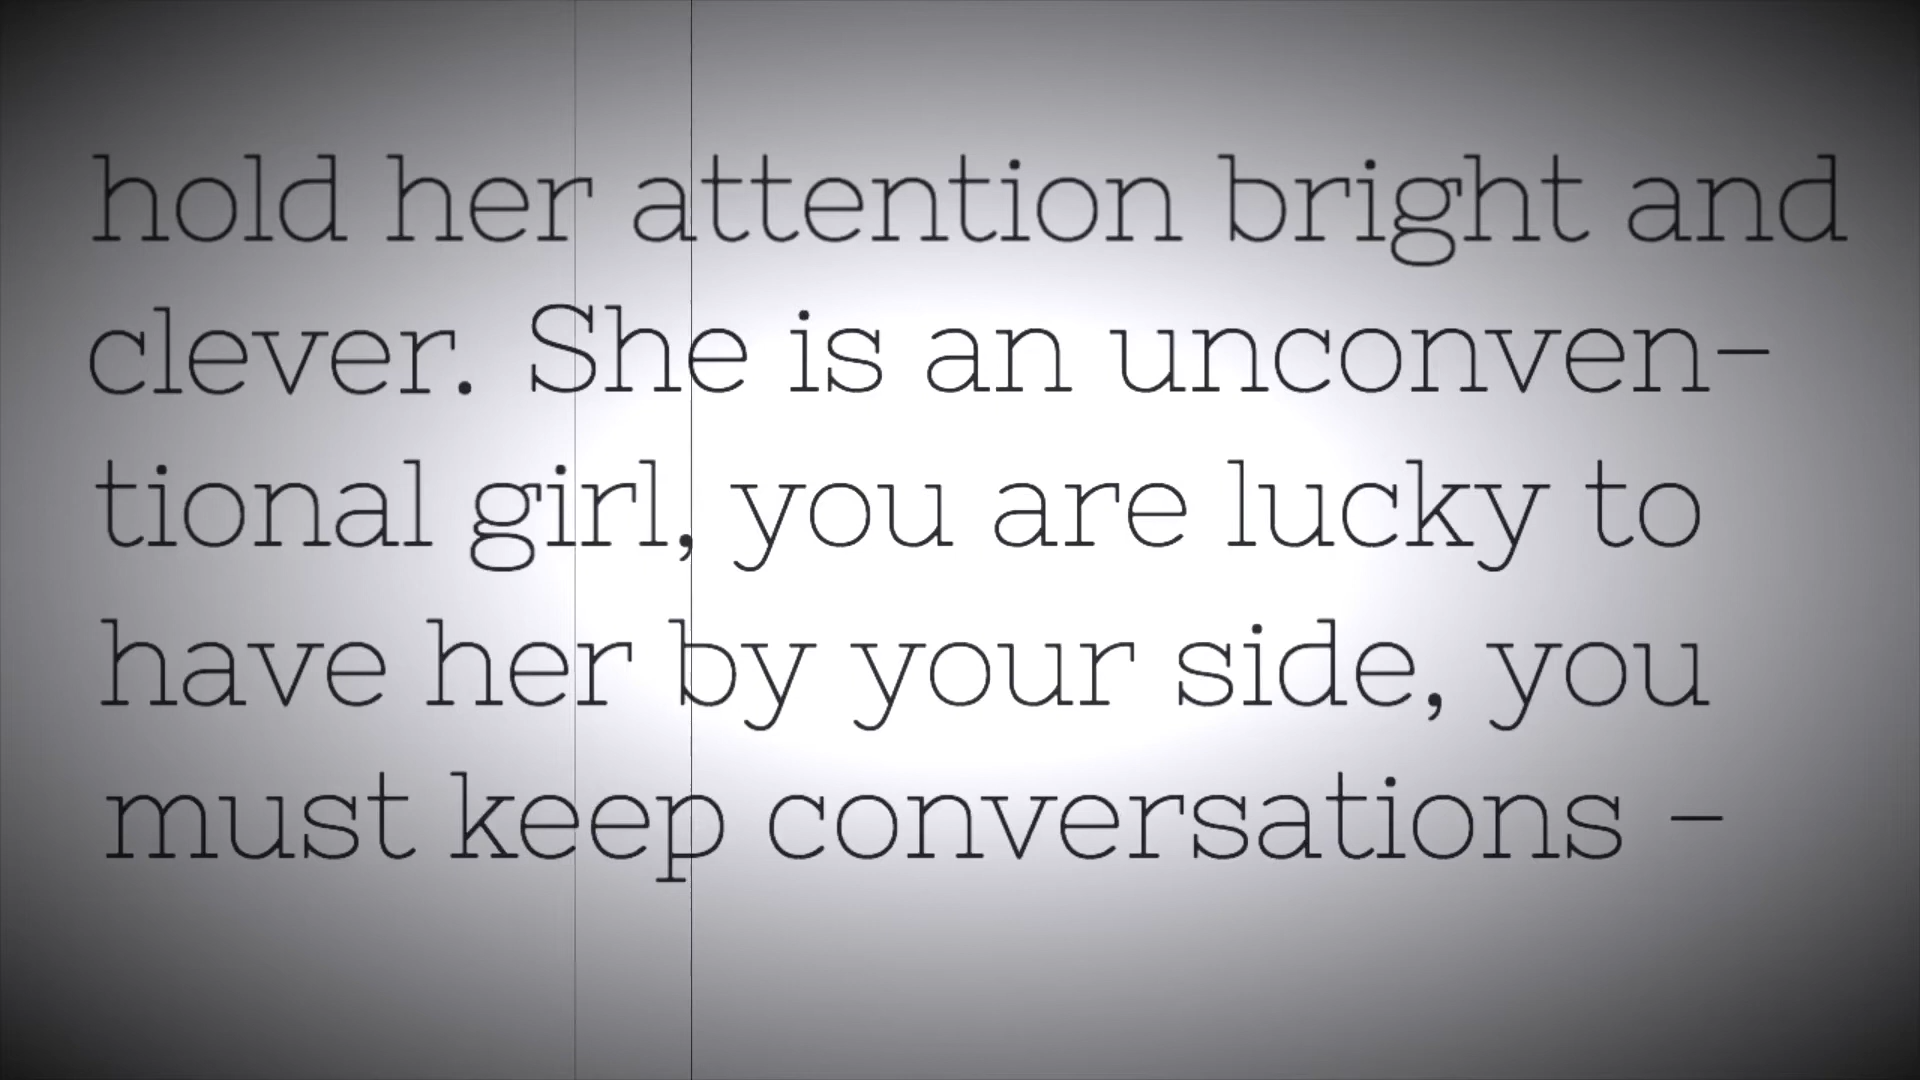 hold her attention bright and
clever. She is an unconven-
tional girl, you are lucky to
have her by your side, you
must keep conversations -